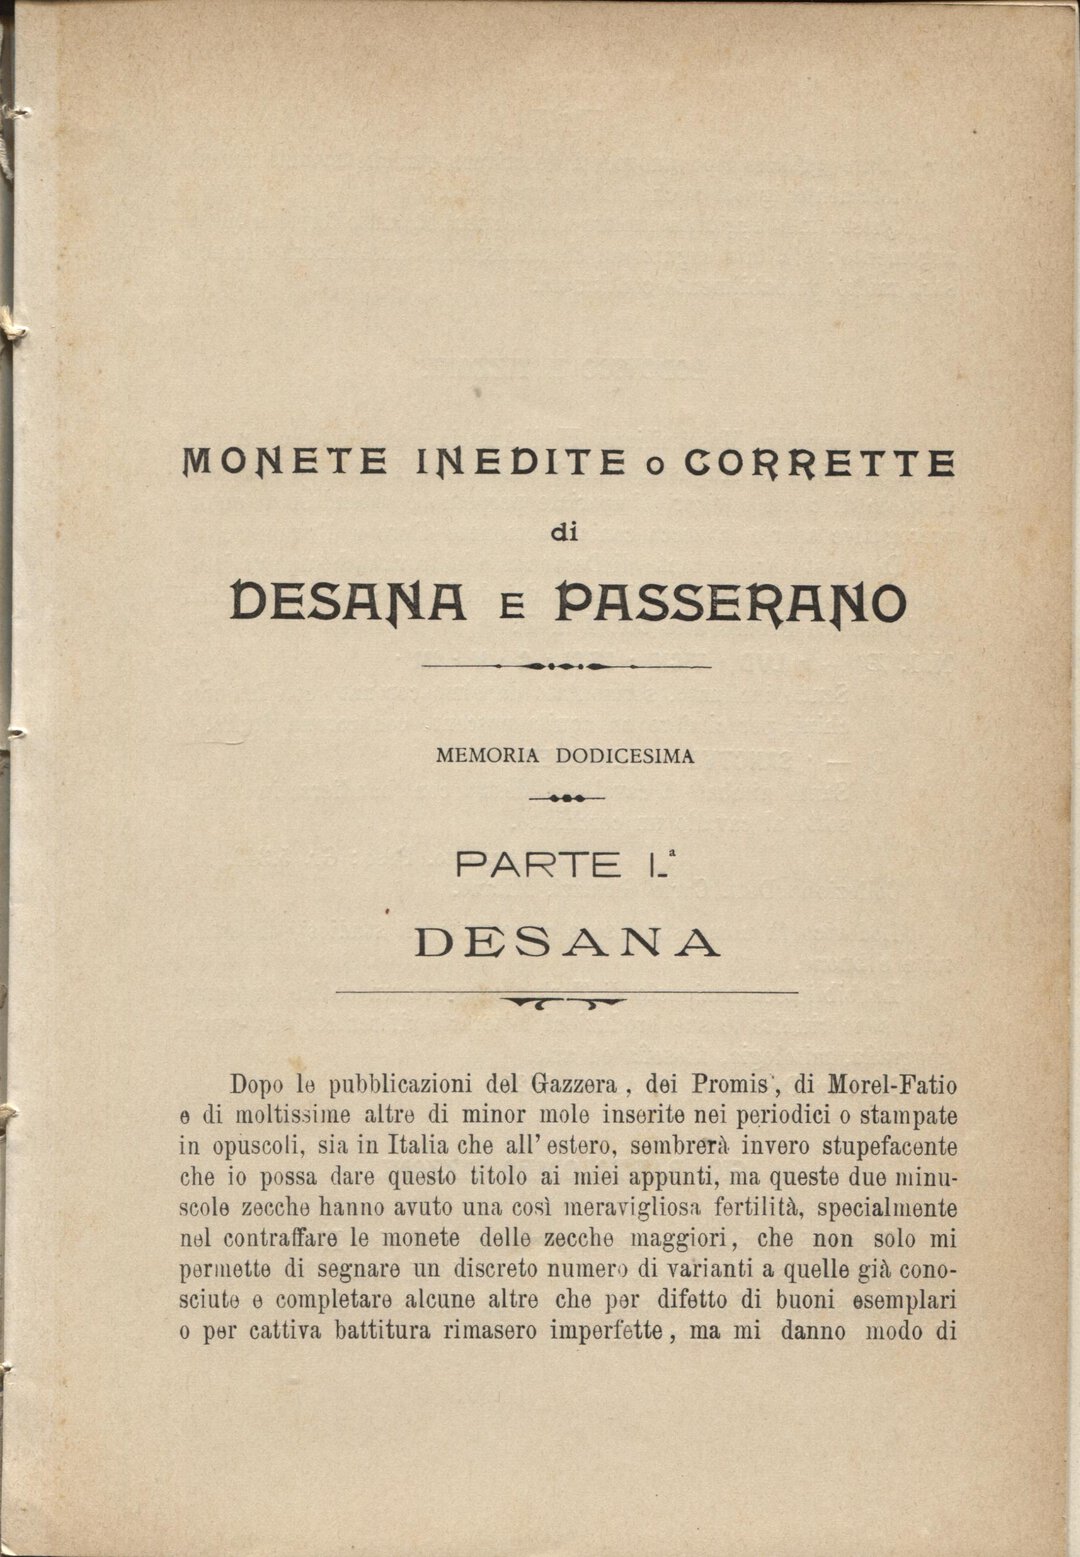 MONETE INEDITE o CORRETTE
di
DESANA E PASSERANO
MEMORIA DODICESIMA
PARTE I.ª
DESANA
Dopo le pubblicazioni del Gazzera, dei Promis, di Morel-Fatio
e di moltissime altre di minor mole inserite nei periodici o stampate
in opuscoli, sia in Italia che all' estero, sembrerà invero stupefacente
che io possa dare questo titolo ai miei appunti, ma queste due minu-
scole zecche hanno avuto una così meravigliosa fertilità, specialmente
nel contraffare le monete delle zecche maggiori, che non solo mi
permette di segnare un discreto numero di varianti a quelle già cono-
sciute e completare alcune altre che per difetto di buoni esemplari
o per cattiva battitura rimasero imperfette, ma mi danno modo di